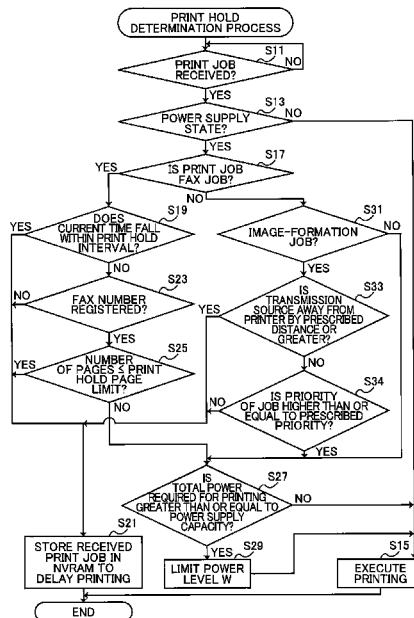 PRINT HOLD
DETERMINATION PROCESS
S11
PRINT JOB
RECEIVED?
NO
YES
S13
POWER SUPPLY
STATE?
NO
YES
S17
IS PRINT JOB
FAX JOB?
YES
NO
S19
DOES
CURRENT TIME FALL
WITHIN PRINT HOLD
INTERVAL?
YES
NO
S31
IMAGE-FORMATION
JOB?
NO
YES
S23
FAX NUMBER
REGISTERED?
NO
YES
S33
IS
TRANSMISSION
SOURCE AWAY FROM
PRINTER BY PRESCRIBED
DISTANCE OR
GREATER?
YES
NO
S25
NUMBER
OF PAGES ≤ PRINT
HOLD PAGE
LIMIT?
YES
NO
S34
IS PRIORITY
OF JOB HIGHER THAN OR
EQUAL TO PRESCRIBED
PRIORITY?
NO
YES
S27
IS
TOTAL POWER
REQUIRED FOR PRINTING
GREATER THAN OR EQUAL TO
POWER SUPPLY
CAPACITY?
NO
YES
S21
STORE RECEIVED
PRINT JOB IN
NVRAM TO
DELAY PRINTING
S29
LIMIT POWER
LEVEL W
S15
EXECUTE
PRINTING
END